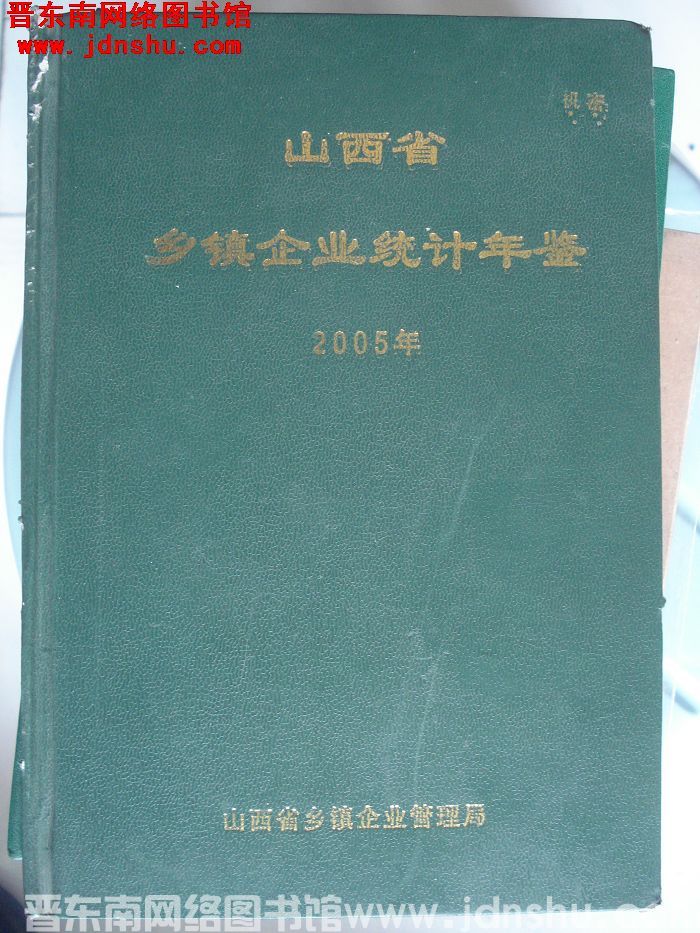 晋东南网络图书馆
www.jdnshu.com
机密
山西省
乡镇企业统计年鉴
2005年
山西省乡镇企业管理局
晋东南网络图书馆www.jdnshu.com